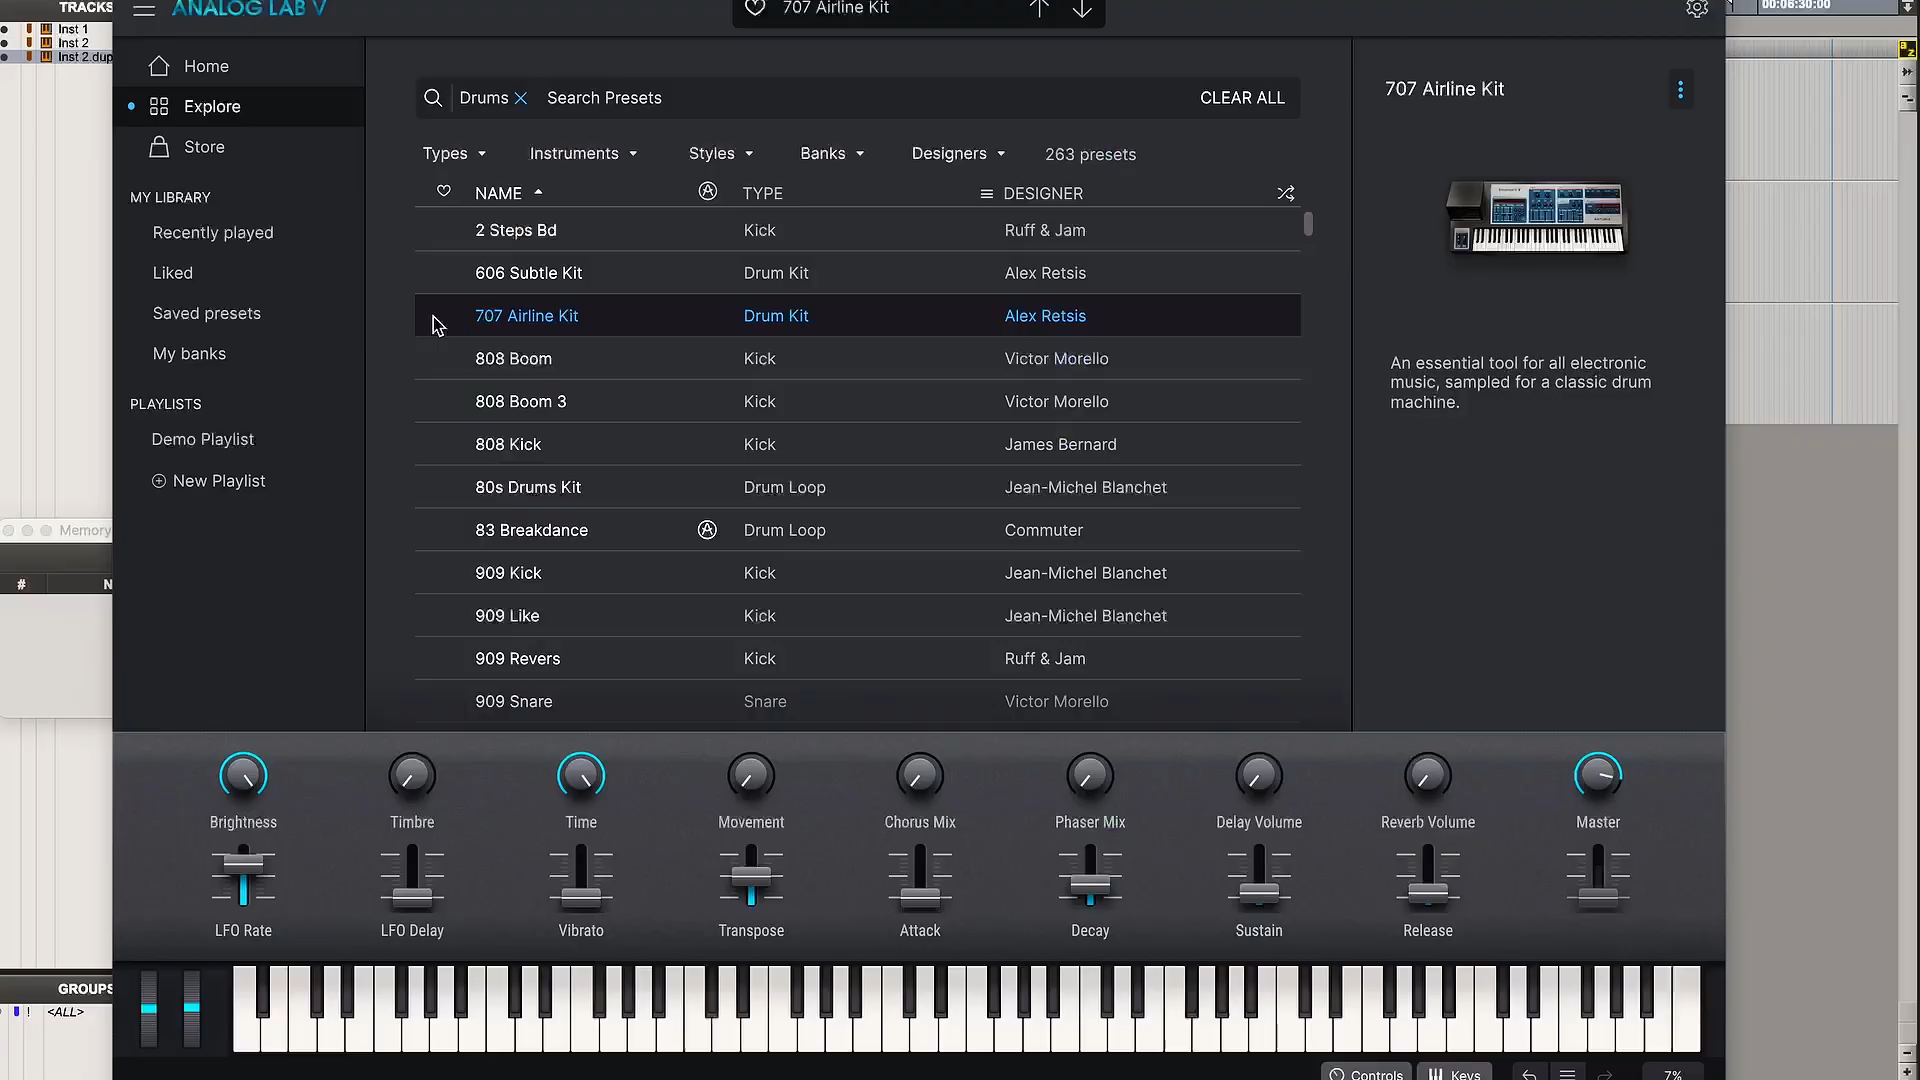 TRACKS
Inst 1
Inst 2
Inst 2.dup
ANALOG LAB V
707 Airline Kit
00:06:30:00
a
z
Home
Explore
Store
MY LIBRARY
Recently played
Liked
Saved presets
My banks
PLAYLISTS
Demo Playlist
New Playlist
Memory
#
N
GROUPS
! <ALL>
Drums
Search Presets
CLEAR ALL
Types
Instruments
Styles
Banks
Designers
263 presets
NAME
TYPE
DESIGNER
2 Steps Bd Kick Ruff & Jam
606 Subtle Kit Drum Kit Alex Retsis
707 Airline Kit Drum Kit Alex Retsis
808 Boom Kick Victor Morello
808 Boom 3 Kick Victor Morello
808 Kick Kick James Bernard
80s Drums Kit Drum Loop Jean-Michel Blanchet
83 Breakdance Drum Loop Commuter
909 Kick Kick Jean-Michel Blanchet
909 Like Kick Jean-Michel Blanchet
909 Revers Kick Ruff & Jam
909 Snare Snare Victor Morello
707 Airline Kit
An essential tool for all electronic
music, sampled for a classic drum
machine.
Brightness
Timbre
Time
Movement
Chorus Mix
Phaser Mix
Delay Volume
Reverb Volume
Master
LFO Rate
LFO Delay
Vibrato
Transpose
Attack
Decay
Sustain
Release
Controls
Keys
7%